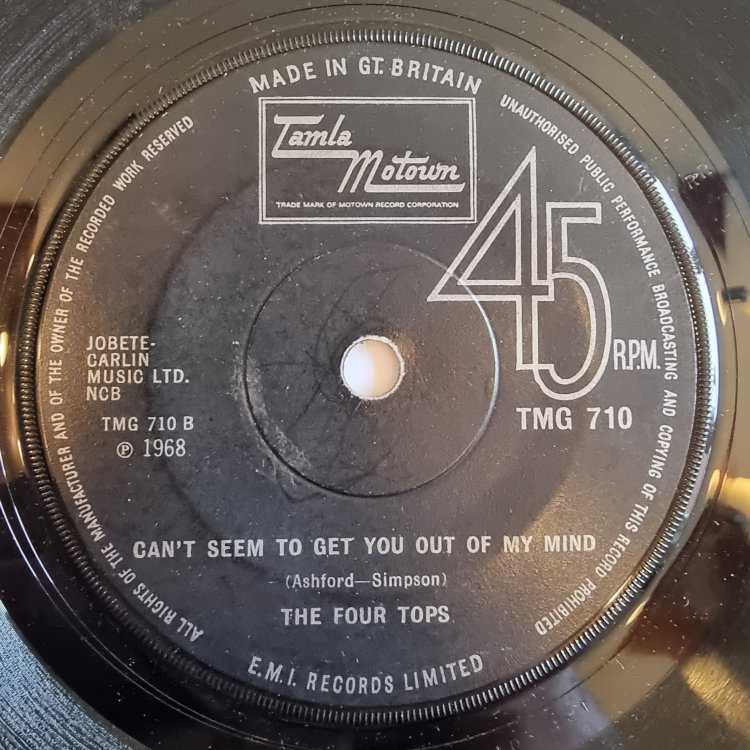 MADE IN GT. BRITAIN
UNAUTHORISED PUBLIC PERFORMANCE BROADCASTING AND COPYING OF THIS RECORD PROHIBITED
ALL RIGHTS OF THE MANUFACTURER AND OF THE OWNER OF THE RECORDED WORK RESERVED
Tamla
Motown
TRADE MARK OF MOTOWN RECORD CORPORATION
45
R.P.M.
TMG 710
JOBETE-
CARLIN
MUSIC LTD.
NCB
TMG 710 B
℗ 1968
CAN'T SEEM TO GET YOU OUT OF MY MIND
(Ashford—Simpson)
THE FOUR TOPS
E.M.I. RECORDS LIMITED